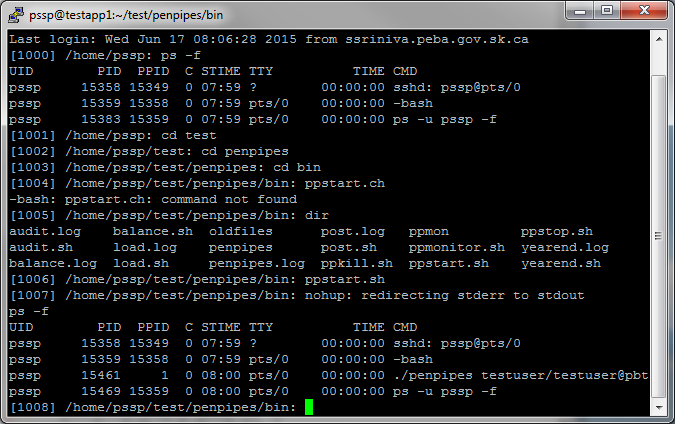 pssp@testapp1:~/test/penpipes/bin
Last login: Wed Jun 17 08:06:28 2015 from ssriniva.peba.gov.sk.ca
[1000] /home/pssp: ps -f
UID        PID  PPID  C STIME TTY          TIME CMD
pssp     15358 15349  0 07:59 ?        00:00:00 sshd: pssp@pts/0
pssp     15359 15358  0 07:59 pts/0    00:00:00 -bash
pssp     15383 15359  0 07:59 pts/0    00:00:00 ps -u pssp -f
[1001] /home/pssp: cd test
[1002] /home/pssp/test: cd penpipes
[1003] /home/pssp/test/penpipes: cd bin
[1004] /home/pssp/test/penpipes/bin: ppstart.ch
-bash: ppstart.ch: command not found
[1005] /home/pssp/test/penpipes/bin: dir
audit.log    balance.sh  oldfiles      post.log   ppmon         ppstop.sh
audit.sh     load.log    penpipes      post.sh    ppmonitor.sh  yearend.log
balance.log  load.sh     penpipes.log  ppkill.sh  ppstart.sh    yearend.sh
[1006] /home/pssp/test/penpipes/bin: ppstart.sh
[1007] /home/pssp/test/penpipes/bin: nohup: redirecting stderr to stdout
ps -f
UID        PID  PPID  C STIME TTY          TIME CMD
pssp     15358 15349  0 07:59 ?        00:00:00 sshd: pssp@pts/0
pssp     15359 15358  0 07:59 pts/0    00:00:00 -bash
pssp     15461     1  0 08:00 pts/0    00:00:00 ./penpipes testuser/testuser@pbt
pssp     15469 15359  0 08:00 pts/0    00:00:00 ps -u pssp -f
[1008] /home/pssp/test/penpipes/bin: